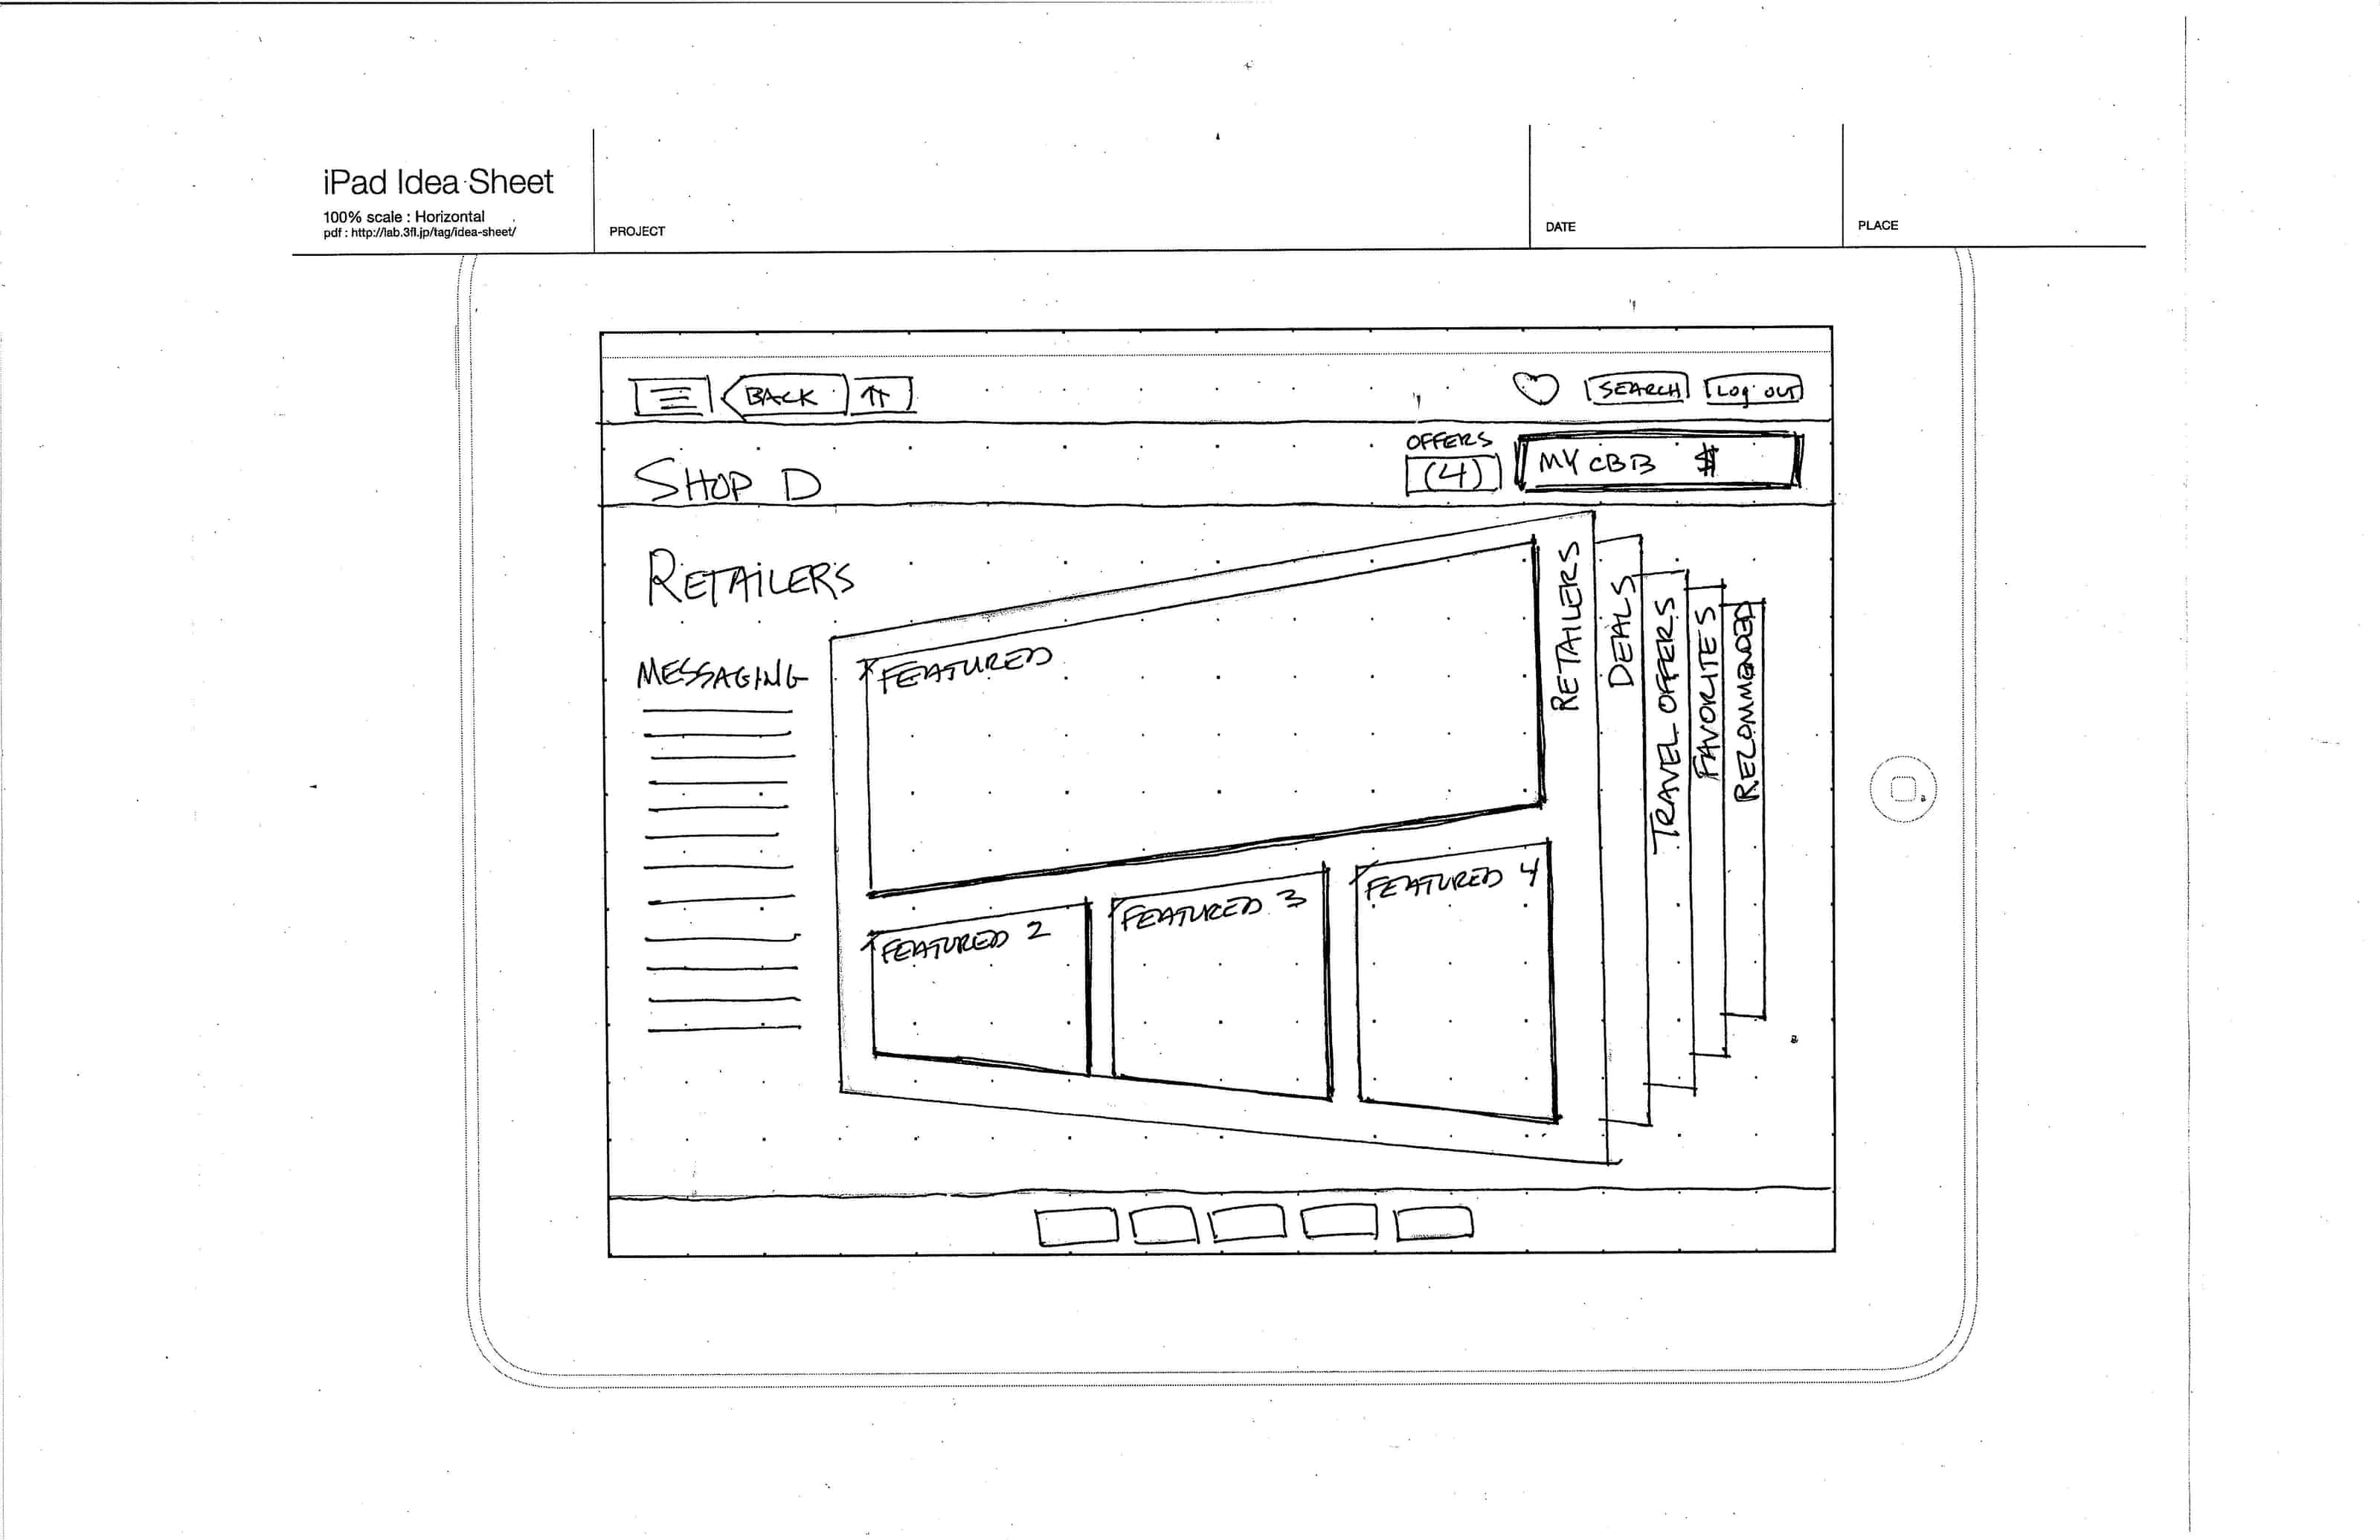 iPad Idea Sheet
100% scale : Horizontal
pdf : http://lab.3fl.jp/tag/idea-sheet/
PROJECT
DATE
PLACE
BACK
SEARCH
LOG OUT
SHOP D
OFFERS
(4)
MY CBB $
RETAILERS
MESSAGING
FEATURED
FEATURED 2
FEATURED 3
FEATURED 4
RETAILERS
DEALS
TRAVEL OFFERS
FAVORITES
RECOMMENDED